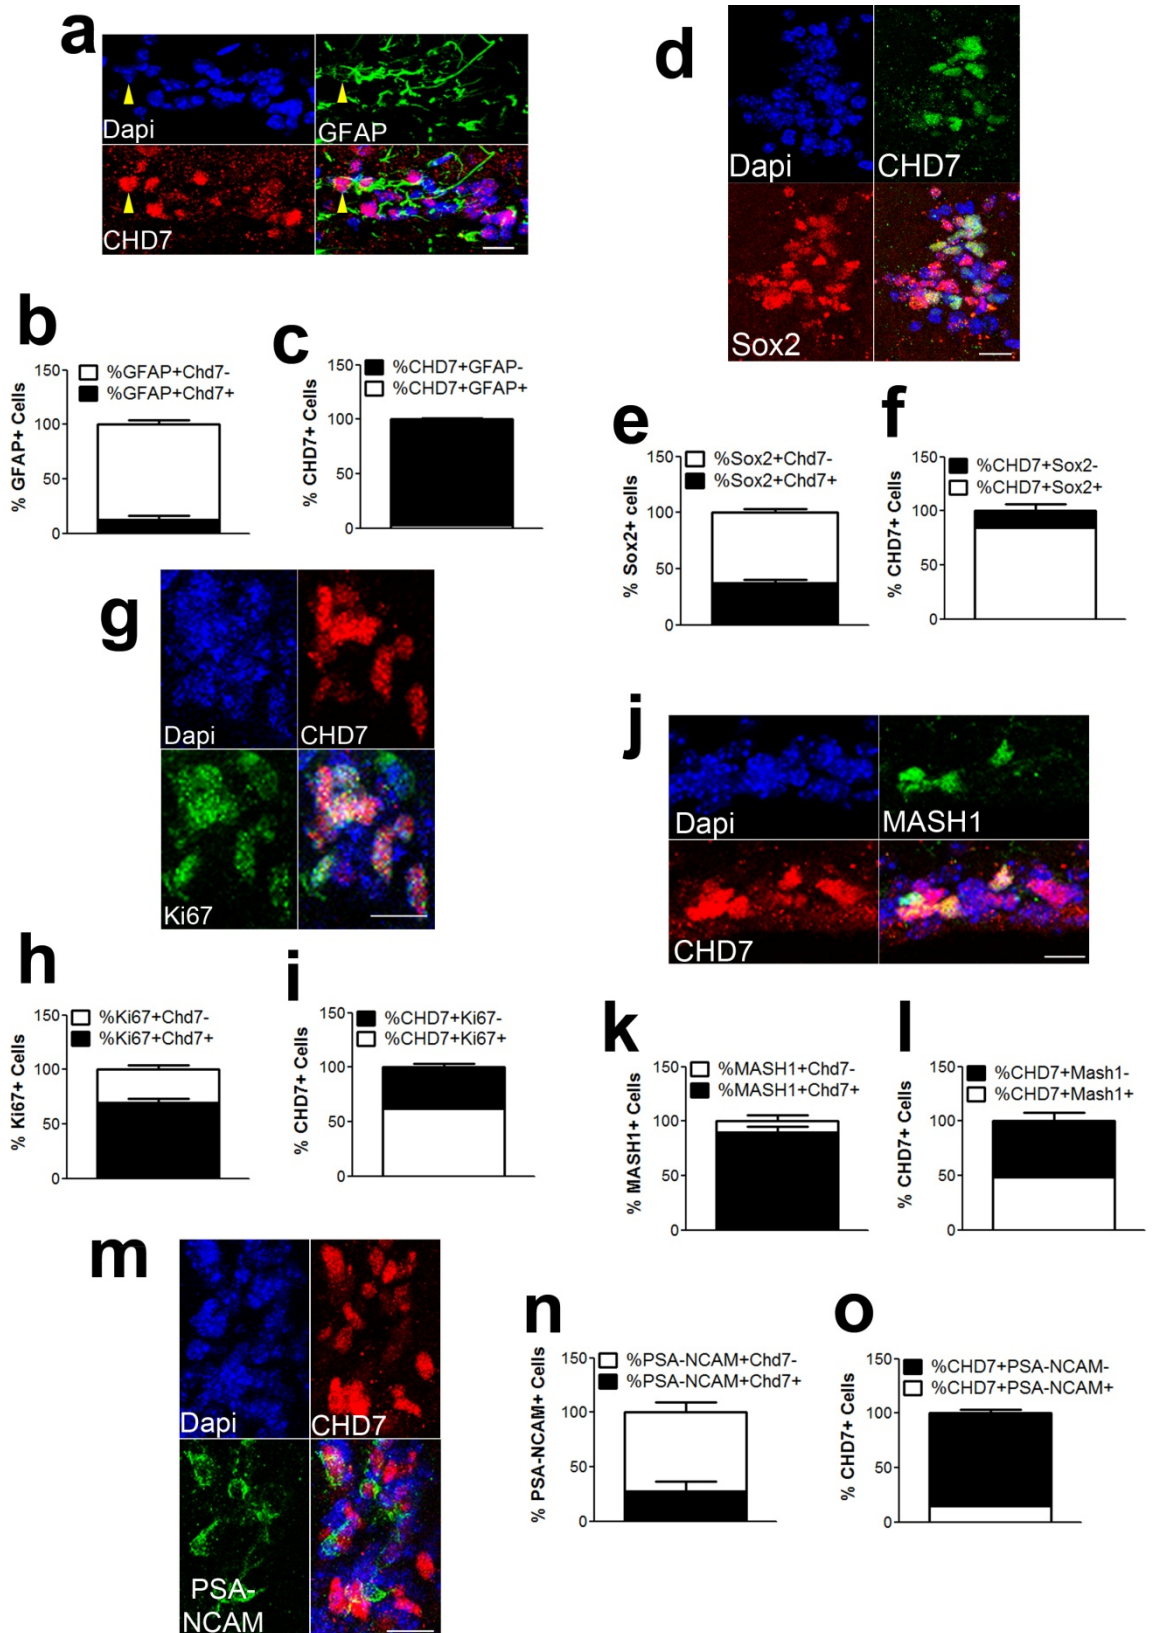 a
Dapi
GFAP
CHD7
d
Dapi
CHD7
Sox2
b
150
100
50
0
% GFAP+ Cells
%GFAP+Chd7-
%GFAP+Chd7+
c
150
100
50
0
% CHD7+ Cells
%CHD7+GFAP-
%CHD7+GFAP+
e
150
100
50
0
% Sox2+ cells
%Sox2+Chd7-
%Sox2+Chd7+
f
150
100
50
0
% CHD7+ Cells
%CHD7+Sox2-
%CHD7+Sox2+
g
Dapi
CHD7
Ki67
j
Dapi
MASH1
CHD7
h
150
100
50
0
% Ki67+ Cells
%Ki67+Chd7-
%Ki67+Chd7+
i
150
100
50
0
% CHD7+ Cells
%CHD7+Ki67-
%CHD7+Ki67+
k
150
100
50
0
% MASH1+ Cells
%MASH1+Chd7-
%MASH1+Chd7+
l
150
100
50
0
% CHD7+ Cells
%CHD7+Mash1-
%CHD7+Mash1+
m
Dapi
CHD7
PSA-
NCAM
n
150
100
50
0
% PSA-NCAM+ Cells
%PSA-NCAM+Chd7-
%PSA-NCAM+Chd7+
o
150
100
50
0
% CHD7+ Cells
%CHD7+PSA-NCAM-
%CHD7+PSA-NCAM+